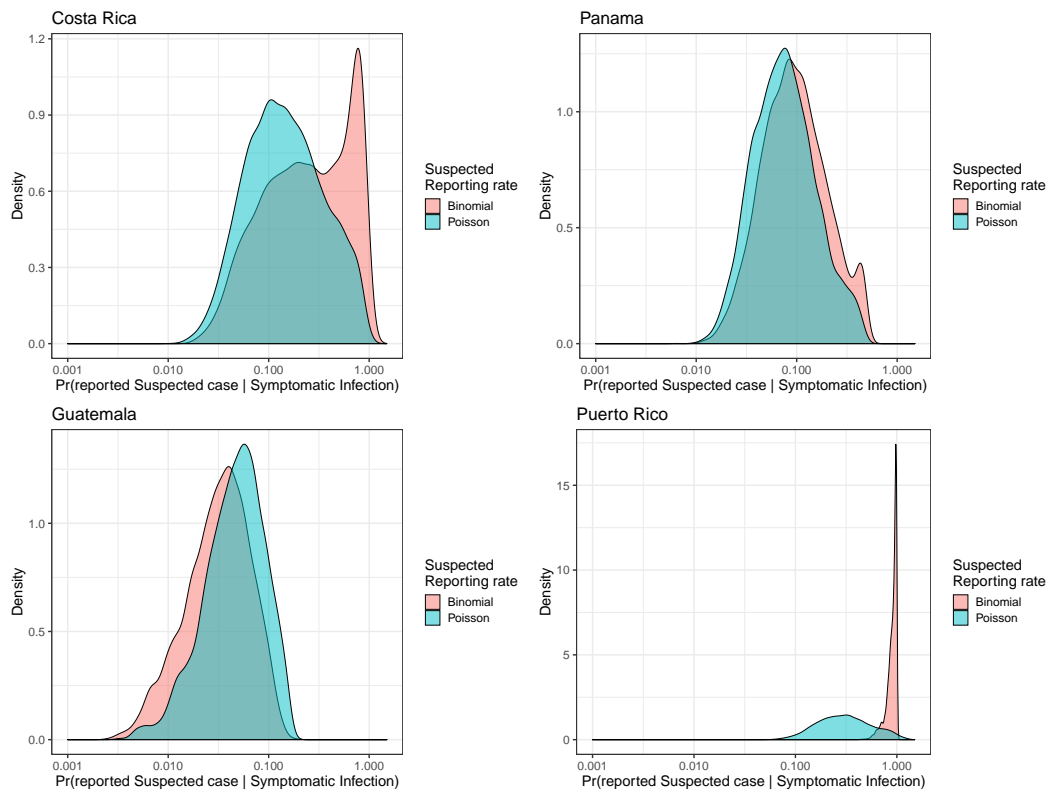 Costa Rica
1.2
0.9
0.6
0.3
0.0
Density
0.001 0.010 0.100 1.000
Pr(reported Suspected case | Symptomatic Infection)
Suspected
Reporting rate
Binomial
Poisson
Panama
1.0
0.5
0.0
Density
0.001 0.010 0.100 1.000
Pr(reported Suspected case | Symptomatic Infection)
Suspected
Reporting rate
Binomial
Poisson
Guatemala
1.0
0.5
0.0
Density
0.001 0.010 0.100 1.000
Pr(reported Suspected case | Symptomatic Infection)
Suspected
Reporting rate
Binomial
Poisson
Puerto Rico
15
10
5
0
Density
0.001 0.010 0.100 1.000
Pr(reported Suspected case | Symptomatic Infection)
Suspected
Reporting rate
Binomial
Poisson